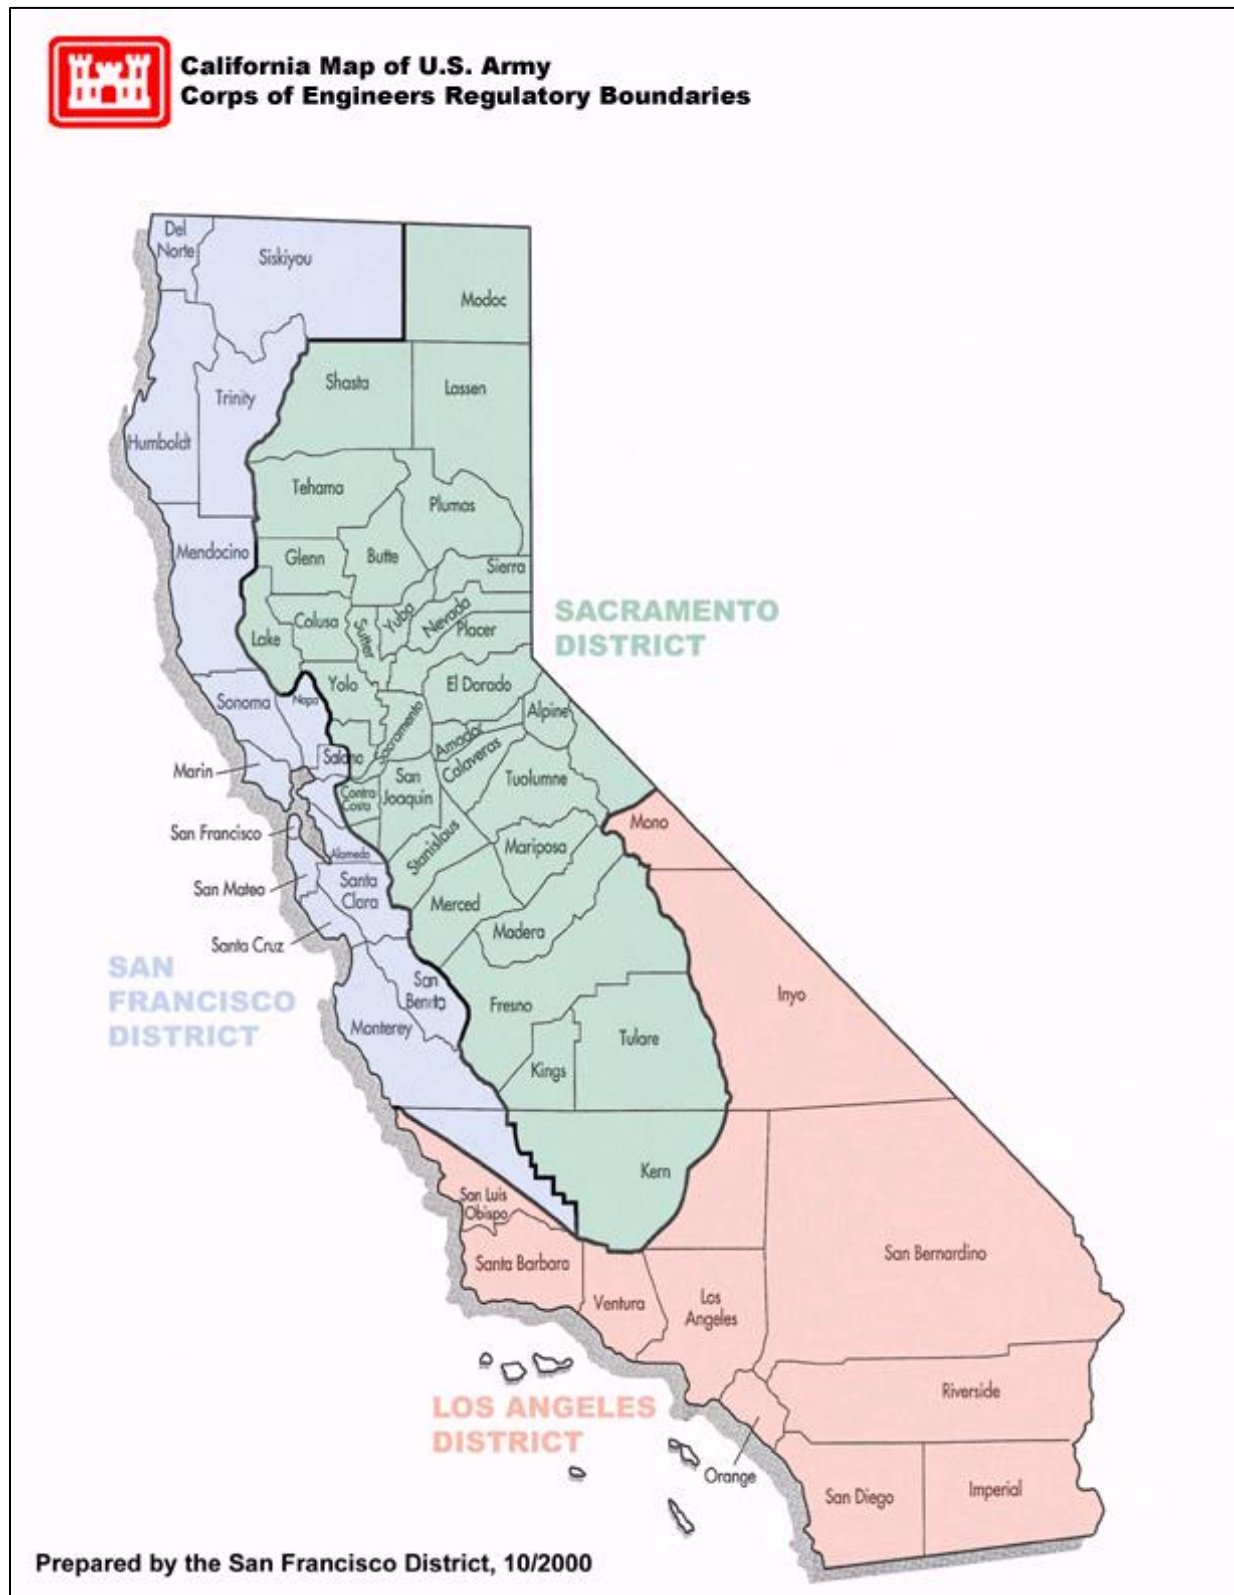 California Map of U.S. Army
Corps of Engineers Regulatory Boundaries
Del
Norte
Siskiyou
Modoc
Shasta
Lassen
Trinity
Humboldt
Tehama
Plumas
Mendocino
Glenn
Butte
Sierra
Colusa
Sutter
Yuba
Nevada
Placer
Lake
SACRAMENTO
DISTRICT
Yolo
El Dorado
Sonoma
Napa
Sacramento
Alpine
Amador
Solano
Calaveras
Marin
San
Joaquin
Tuolumne
Contra
Costa
Mono
San Francisco
Stanislaus
Mariposa
Alameda
San Mateo
Santa
Clara
Merced
Santa Cruz
Madera
SAN
FRANCISCO
DISTRICT
San
Benito
Fresno
Inyo
Monterey
Tulare
Kings
Kern
San Luis
Obispo
Santa Barbara
San Bernardino
Ventura
Los
Angeles
LOS ANGELES
DISTRICT
Riverside
Orange
San Diego
Imperial
Prepared by the San Francisco District, 10/2000